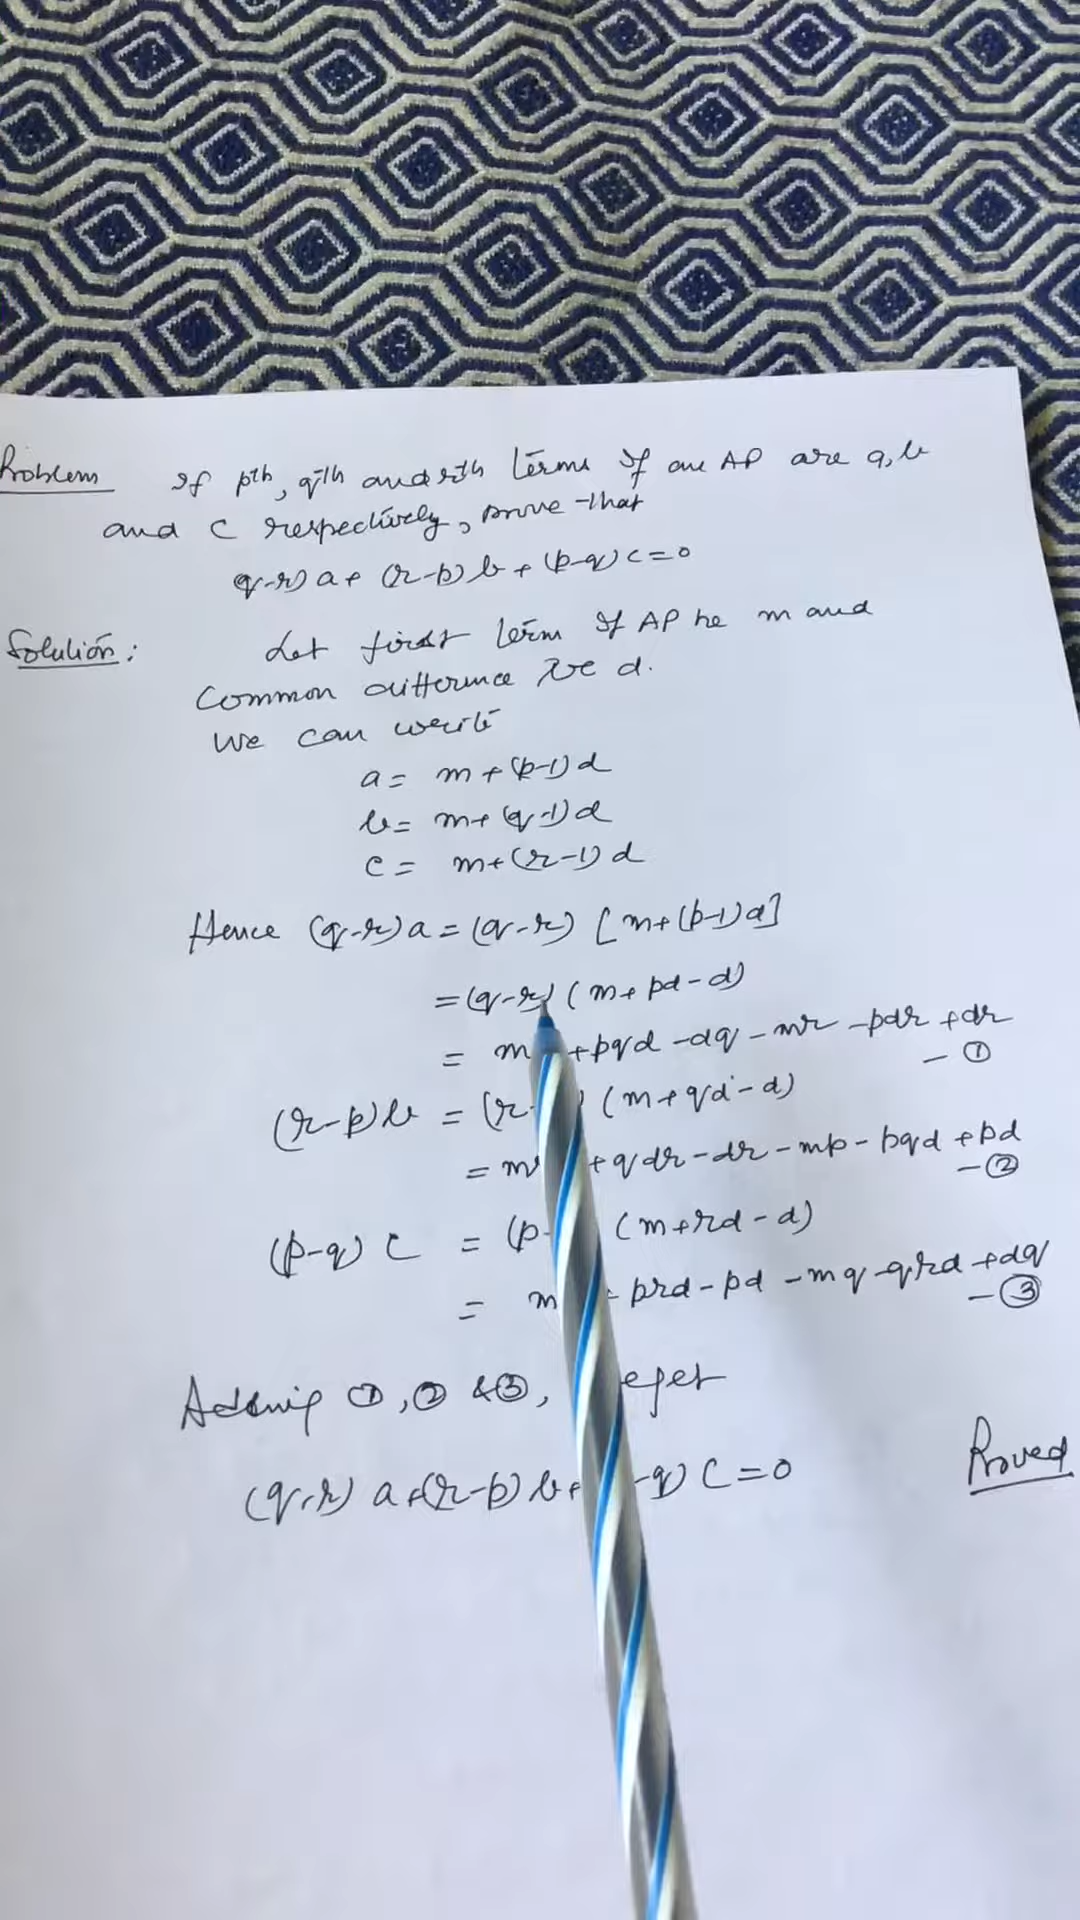 Problem If pth, qth and rth terms of an AP are a, b
and c respectively, prove that
(q-r) a + (r-p) b + (p-q) c = 0
Solution: Let first term of AP be m and
Common difference be d.
We can write
a = m + (p-1) d
b = m + (q-1) d
c = m + (r-1) d
Hence (q-r) a = (q-r) [m + (p-1) d]
= (q-r) (m + pd - d)
= m + pqd - dq - mr - pdr + dr - ①
(r-p) b = (r (m + qd - d)
= mr + qdr - dr - mp - pqd + pd - ②
(p-q) c = (p- (m + rd - d)
= m prd - pd - mq - qrd + dq - ③
Adding ①, ② & ③, get
(q-r) a + (r-p) b + -q) c = 0 Proved